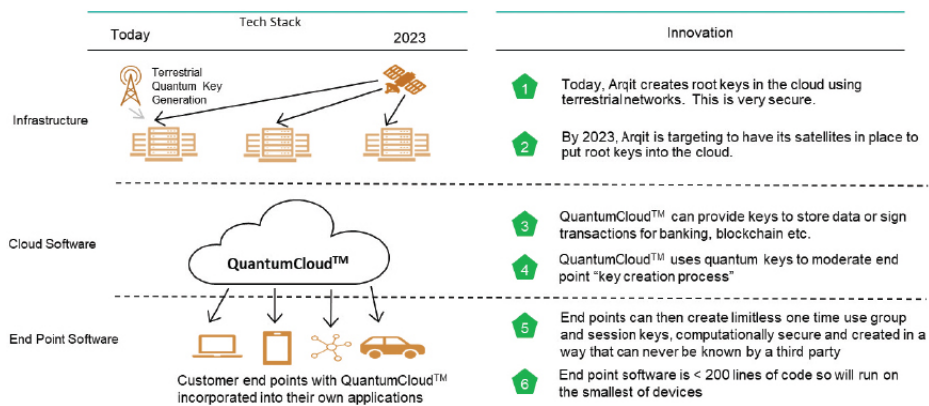 Tech Stack
Today
2023
Innovation
Infrastructure
Terrestrial
Quantum Key
Generation
1
Today, Arqit creates root keys in the cloud using
terrestrial networks. This is very secure.
2
By 2023, Arqit is targeting to have its satellites in place to
put root keys into the cloud.
Cloud Software
QuantumCloud™
3
QuantumCloud™ can provide keys to store data or sign
transactions for banking, blockchain etc.
4
QuantumCloud™ uses quantum keys to moderate end
point “key creation process”
End Point Software
Customer end points with QuantumCloud™
incorporated into their own applications
5
End points can then create limitless one time use group
and session keys, computationally secure and created in a
way that can never be known by a third party
6
End point software is < 200 lines of code so will run on
the smallest of devices